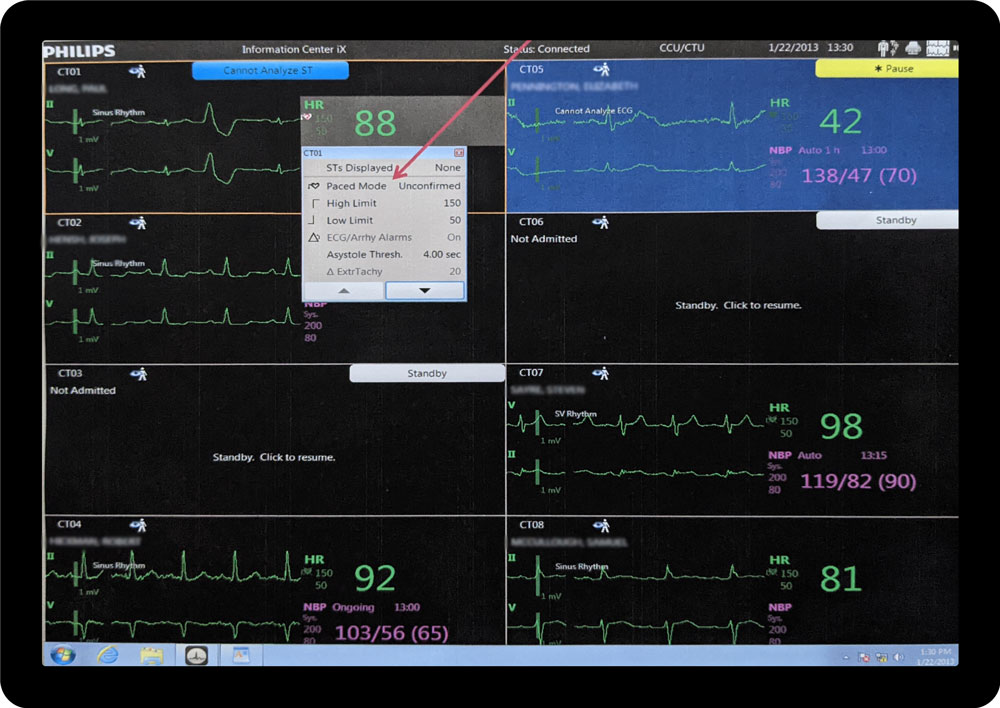 PHILIPS Information Center iX Status: Connected CCU/CTU 1/22/2013 13:30
CT01 Cannot Analyze ST
II Sinus Rhythm
1 mV
V
1 mV
HR
150
50
88
CT01
STs Displayed None
Paced Mode Unconfirmed
High Limit 150
Low Limit 50
ECG/Arrhy Alarms On
Asystole Thresh. 4.00 sec
Δ ExtrTachy 20
CT05 * Pause
II Cannot Analyze ECG
1 mV
V
1 mV
HR
42
NBP Auto 1 h 13:00
200
80
138/47 (70)
CT02
II Sinus Rhythm
1 mV
V
1 mV
NBP
Sys.
200
80
CT06 Standby
Not Admitted
Standby. Click to resume.
CT03 Standby
Not Admitted
Standby. Click to resume.
CT07
V SV Rhythm
1 mV
II
1 mV
HR
150
50
98
NBP Auto 13:15
Sys.
200
80
119/82 (90)
CT04
II Sinus Rhythm
1 mV
V
HR
150
50
92
NBP Ongoing 13:00
Sys.
200
80
103/56 (65)
CT08
II Sinus Rhythm
1 mV
V
1 mV
HR
150
50
81
NBP
Sys.
200
80
1:30 PM
1/22/2013